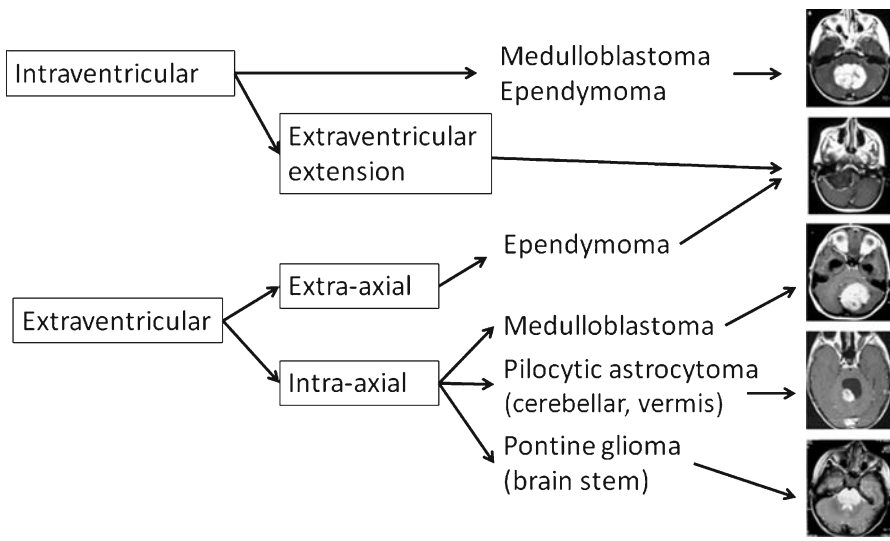 Intraventricular
Medulloblastoma
Ependymoma
Extraventricular
extension
Ependymoma
Extra-axial
Extraventricular
Medulloblastoma
Intra-axial
Pilocytic astrocytoma
(cerebellar, vermis)
Pontine glioma
(brain stem)